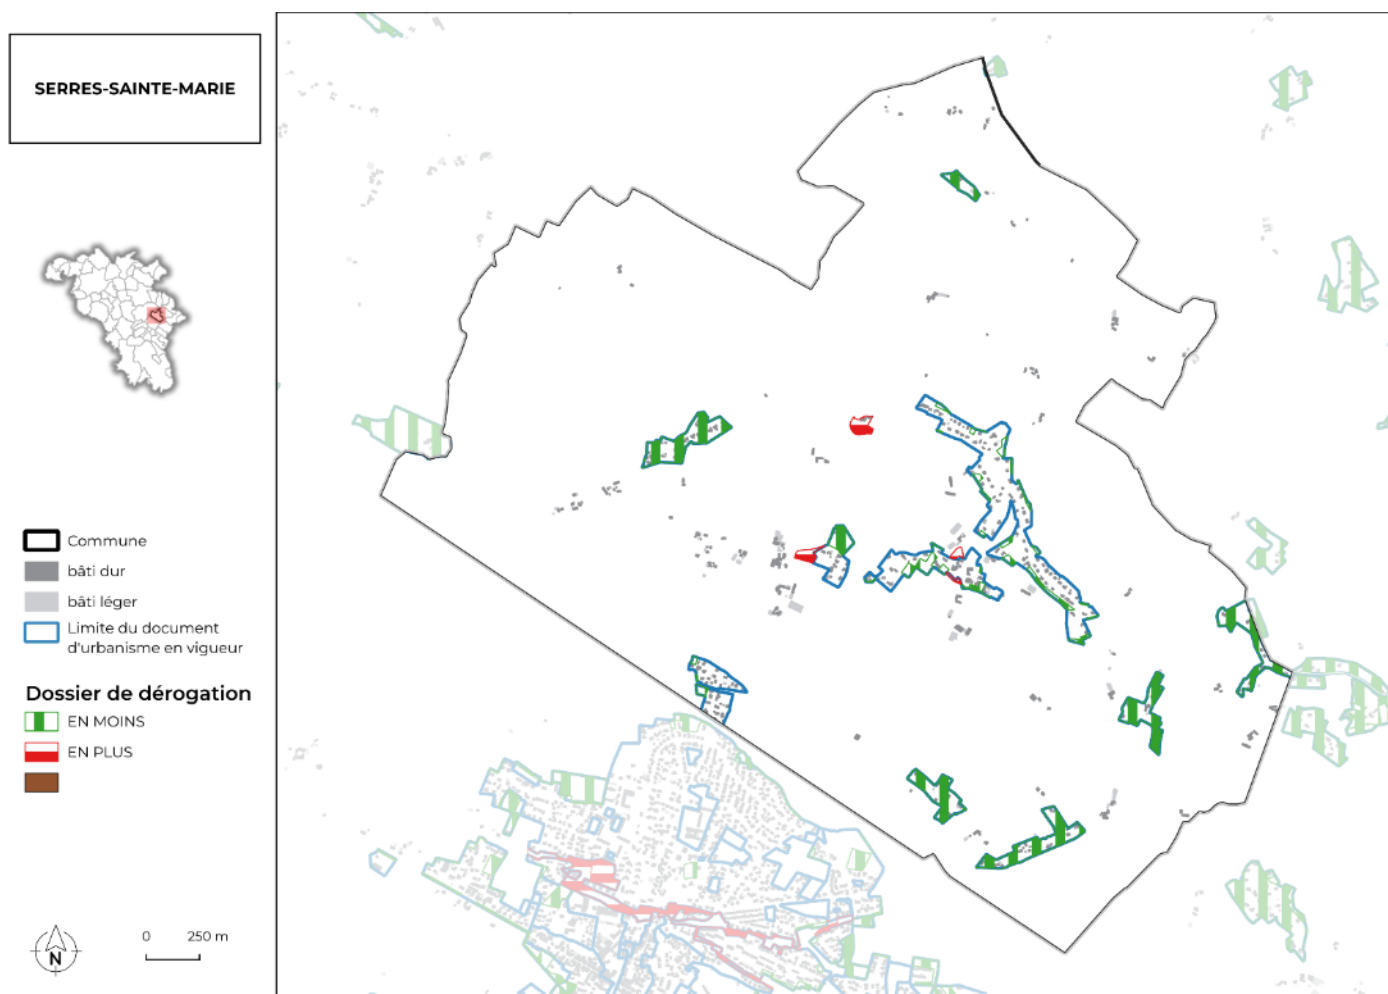 SERRES-SAINTE-MARIE
Commune
bâti dur
bâti léger
Limite du document
d'urbanisme en vigueur
Dossier de dérogation
EN MOINS
EN PLUS
N
0 250 m